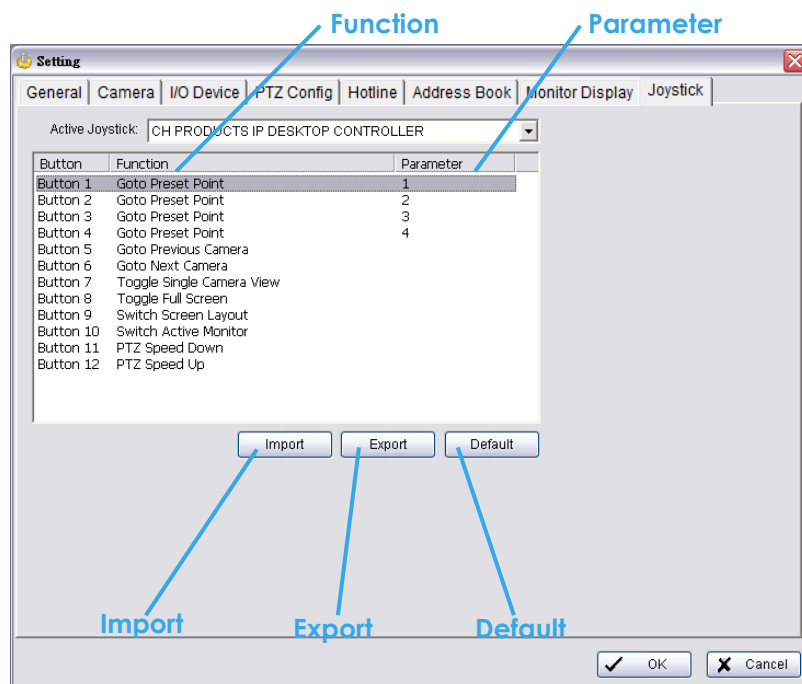 Function Parameter
Setting
General Camera I/O Device PTZ Config Hotline Address Book Monitor Display Joystick
Active Joystick: CH PRODUCTS IP DESKTOP CONTROLLER
Button Function Parameter
Button 1 Goto Preset Point 1
Button 2 Goto Preset Point 2
Button 3 Goto Preset Point 3
Button 4 Goto Preset Point 4
Button 5 Goto Previous Camera
Button 6 Goto Next Camera
Button 7 Toggle Single Camera View
Button 8 Toggle Full Screen
Button 9 Switch Screen Layout
Button 10 Switch Active Monitor
Button 11 PTZ Speed Down
Button 12 PTZ Speed Up
Import Export Default
Import Export Default
OK Cancel